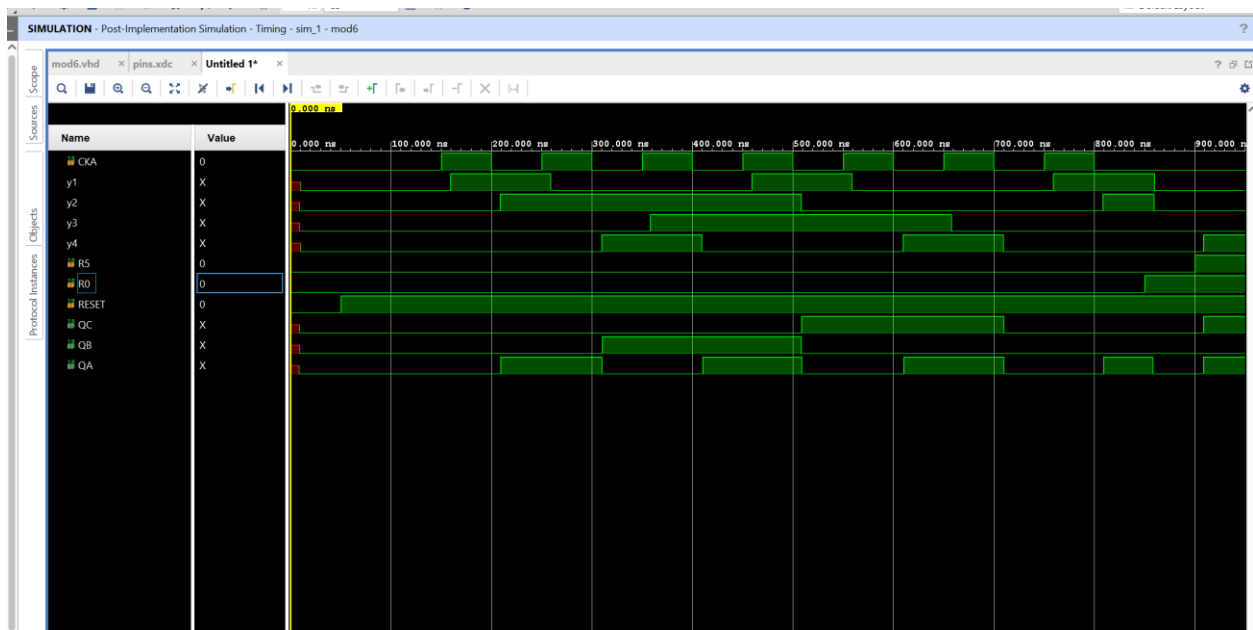 SIMULATION - Post-Implementation Simulation - Timing - sim_1 - mod6
?
mod6.vhd × pins.xdc × Untitled 1* ×
?
Scope
Sources
Objects
Protocol Instances
Name Value
0.000 ns
0.000 ns 100.000 ns 200.000 ns 300.000 ns 400.000 ns 500.000 ns 600.000 ns 700.000 ns 800.000 ns 900.000 n
CKA 0
y1 X
y2 X
y3 X
y4 X
R5 0
R0 0
RESET 0
QC X
QB X
QA X